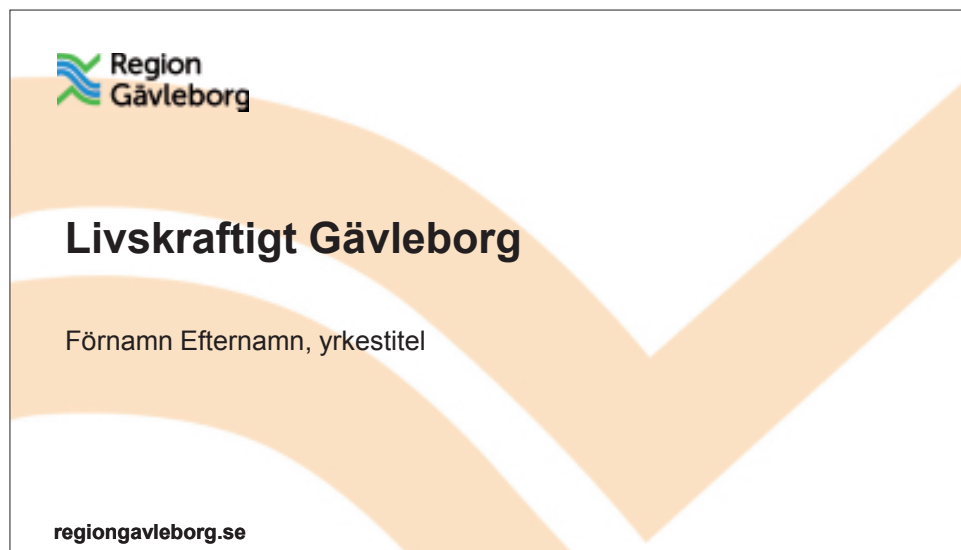 Region
Gävleborg
Livskraftigt Gävleborg
Förnamn Efternamn, yrkestitel
regiongavleborg.se